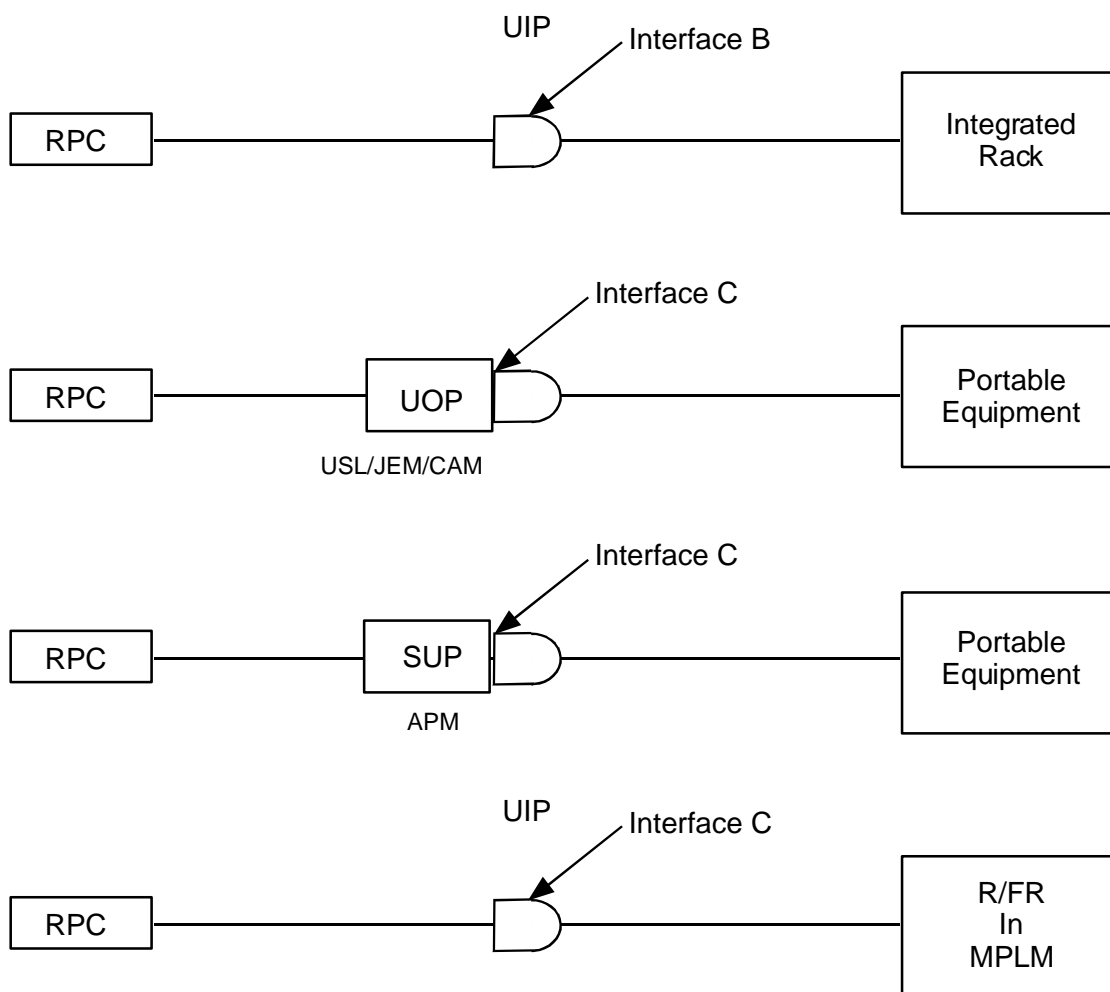 UIP
Interface B
RPC
Integrated
Rack
Interface C
RPC
UOP
Portable
Equipment
USL/JEM/CAM
Interface C
RPC
SUP
Portable
Equipment
APM
UIP
Interface C
RPC
R/FR
In
MPLM